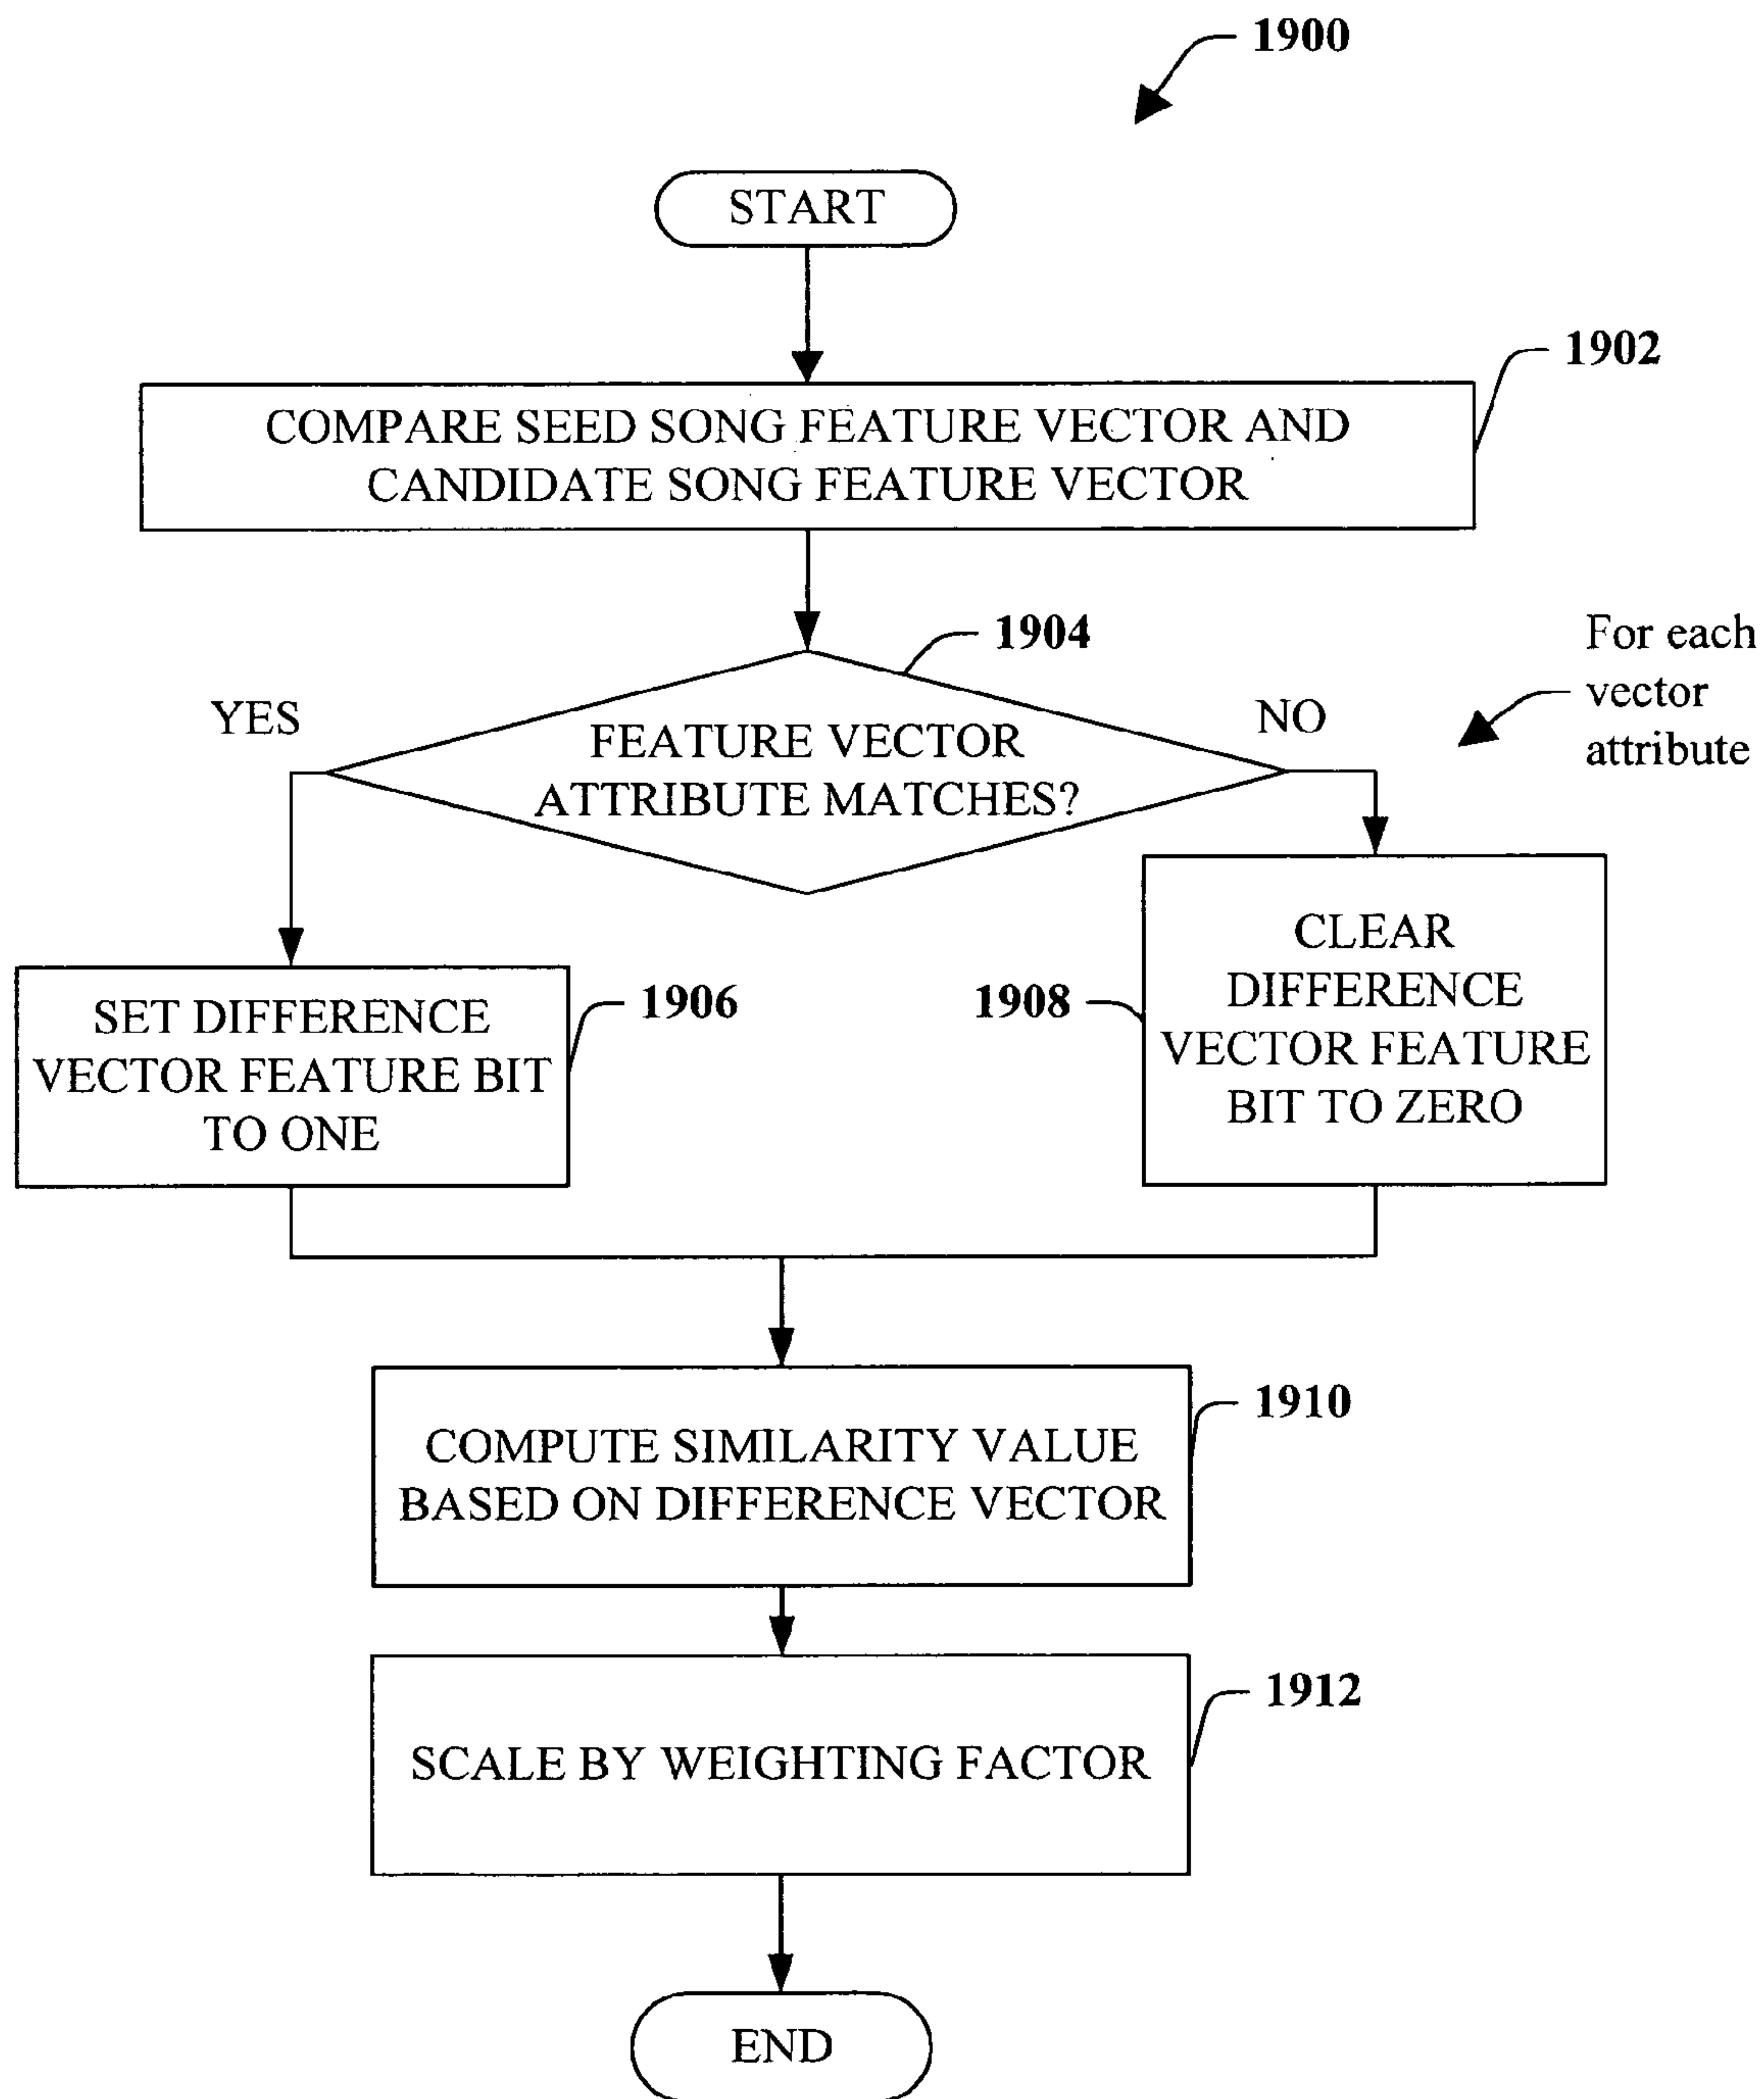 1900
START
1902
COMPARE SEED SONG FEATURE VECTOR AND
CANDIDATE SONG FEATURE VECTOR
1904
For each
vector
attribute
YES
NO
FEATURE VECTOR
ATTRIBUTE MATCHES?
SET DIFFERENCE
VECTOR FEATURE BIT
TO ONE
1906
1908
CLEAR
DIFFERENCE
VECTOR FEATURE
BIT TO ZERO
1910
COMPUTE SIMILARITY VALUE
BASED ON DIFFERENCE VECTOR
1912
SCALE BY WEIGHTING FACTOR
END